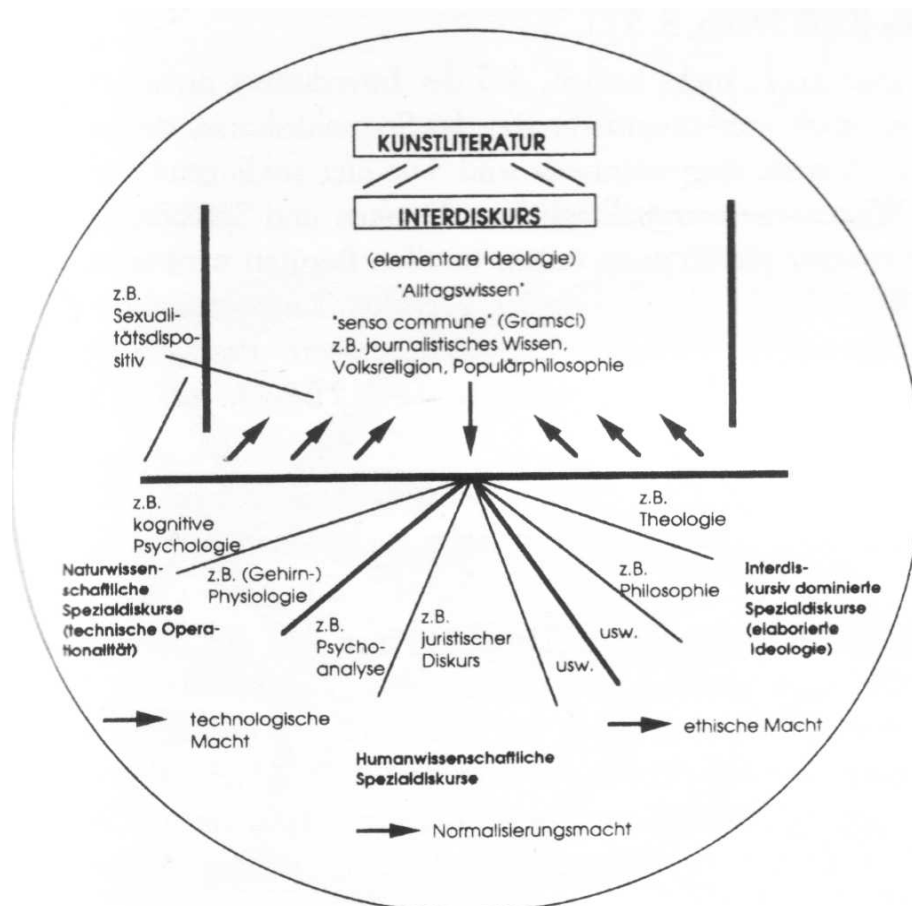 KUNSTLITERATUR
INTERDISKURS
(elementare Ideologie)
"Alltagswissen"
"senso commune" (Gramsci)
z.B. journalistisches Wissen,
Volksreligion, Populärphilosophie
z.B.
Sexuali-
tätsdispo-
sitiv
z.B.
kognitive
Psychologie
z.B.
Theologie
Naturwissen-
schaftliche
Spezialdiskurse
(technische Opera-
tionalität)
z.B. (Gehirn-)
Physiologie
z.B.
Psycho-
analyse
z.B.
juristischer
Diskurs
usw.
usw.
z.B.
Philosophie
Interdis-
kursiv dominierte
Spezialdiskurse
(elaborierte
Ideologie)
technologische
Macht
ethische Macht
Humanwissenschaftliche
Spezialdiskurse
Normalisierungsmacht